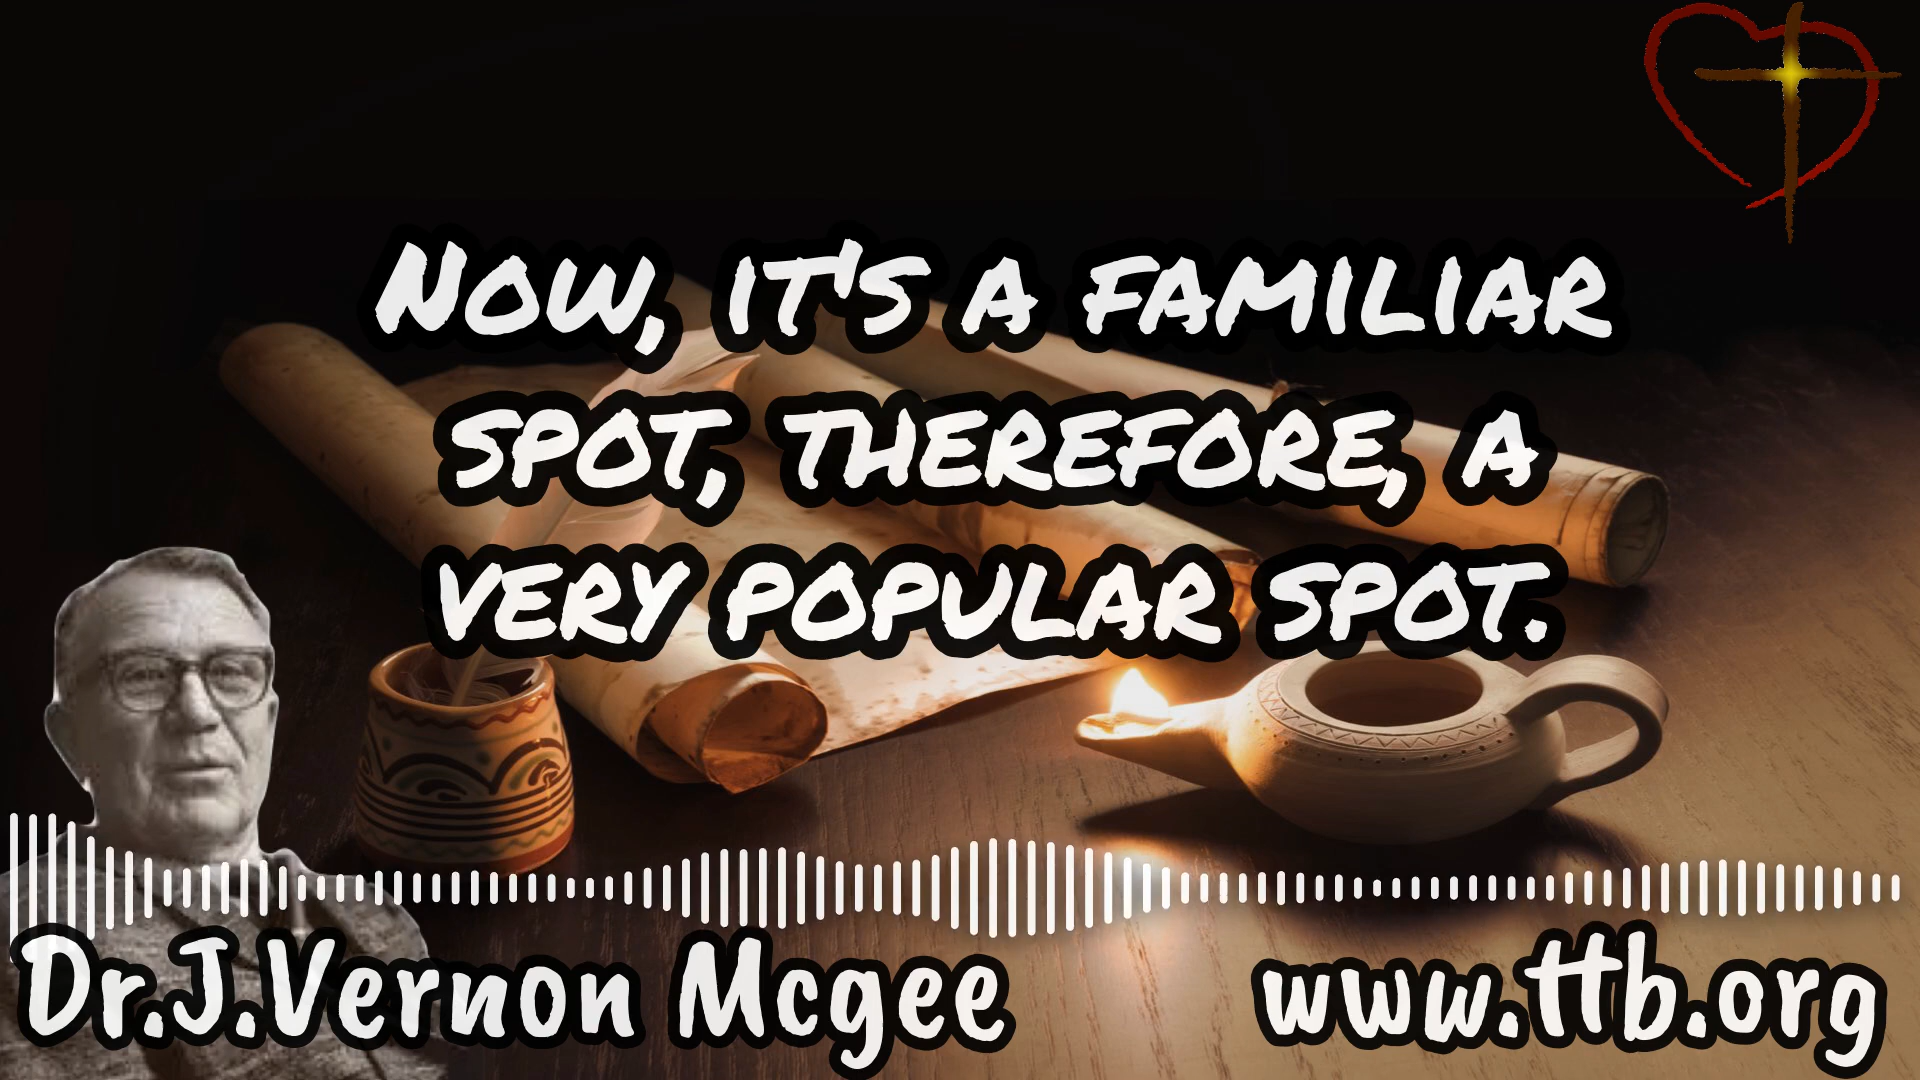 Now, it's a familiar
spot, therefore, a
very popular spot.
Dr.J.Vernon Mcgee
www.ttb.org